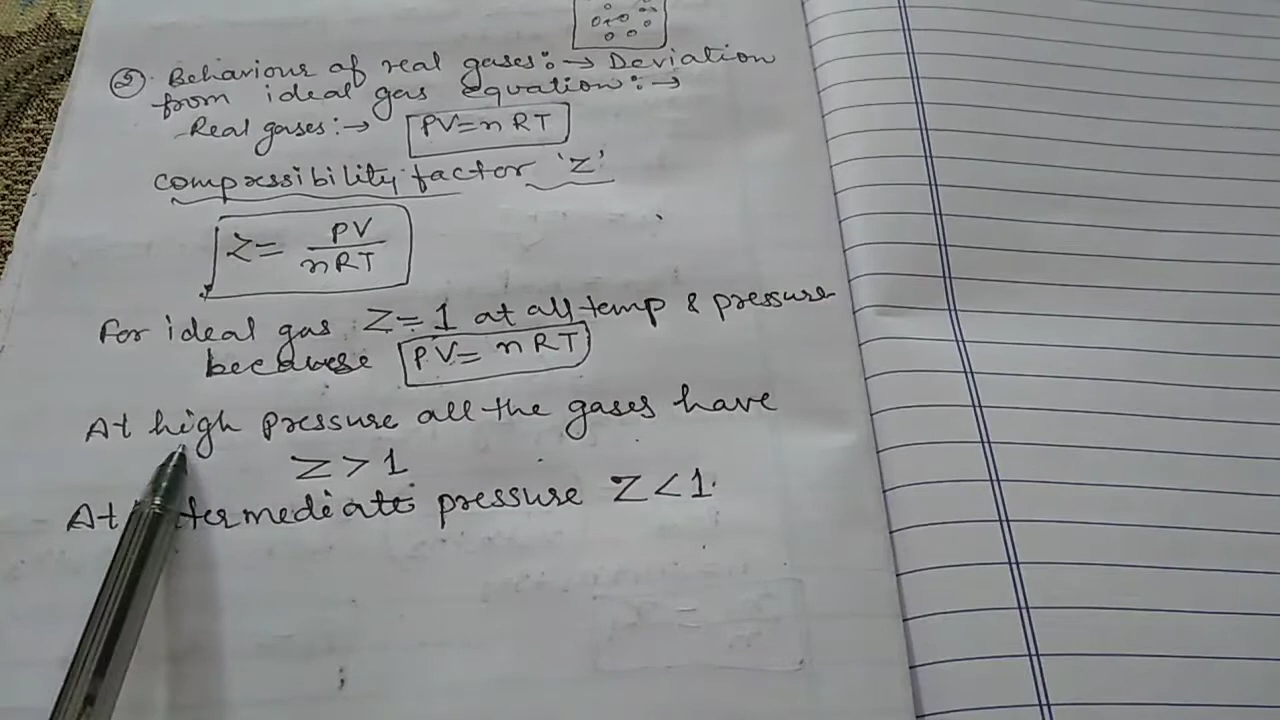 ② Behaviour of real gases:→ Deviation
from ideal gas equation:→
Real gases:→ PV=nRT
compressibility factor 'Z'
Z= PV
nRT
For ideal gas Z=1 at all temp & pressure
because PV= nRT
At high pressure all the gases have
Z>1
At pressure Z<1.